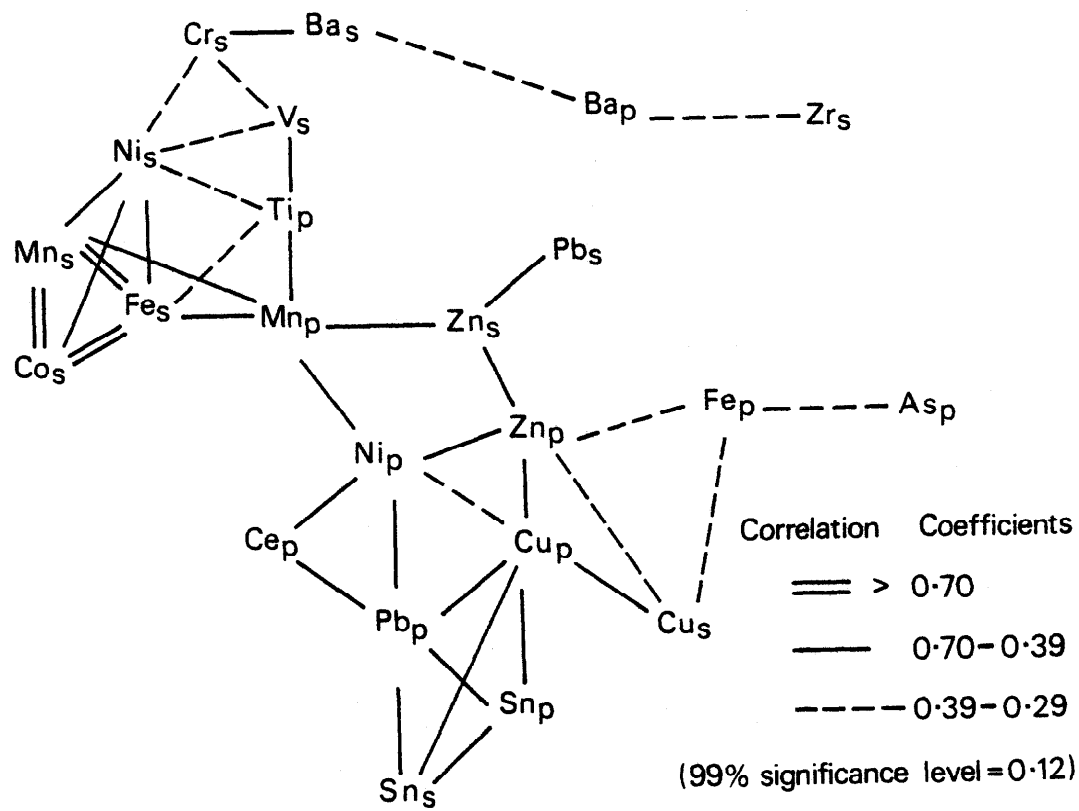 Crs Bas
Bap Zrs
Vs
Nis
Tip
Mns Pbs
Fes Mnp Zns
Cos
Fep Asp
Znp
Nip
Cep Cup
Correlation Coefficients
> 0·70
Pbp Cus
0·70-0·39
Snp 0·39-0·29
(99% significance level=0·12)
Sns